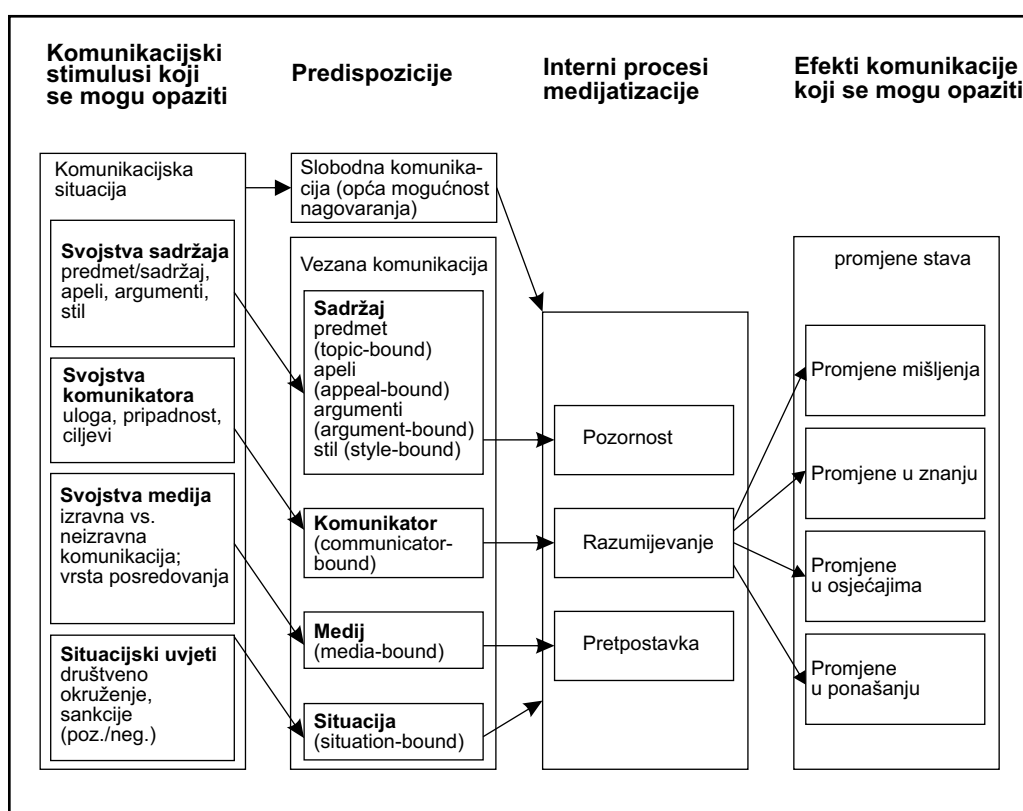 Komunikacijski
stimulusi koji
se mogu opaziti
Predispozicije
Interni procesi
medijatizacije
Efekti komunikacije
koji se mogu opaziti
Komunikacijska
situacija
Svojstva sadržaja
predmet/sadržaj,
apeli, argumenti,
stil
Svojstva
komunikatora
uloga, pripadnost,
ciljevi
Svojstva medija
izravna vs.
neizravna
komunikacija;
vrsta posredovanja
Situacijski uvjeti
društveno
okruženje,
sankcije
(poz./neg.)
Slobodna komunika-
cija (opća mogućnost
nagovaranja)
Vezana komunikacija
Sadržaj
predmet
(topic-bound)
apeli
(appeal-bound)
argumenti
(argument-bound)
stil (style-bound)
Komunikator
(communicator-
bound)
Medij
(media-bound)
Situacija
(situation-bound)
Pozornost
Razumijevanje
Pretpostavka
promjene stava
Promjene mišljenja
Promjene u znanju
Promjene
u osjećajima
Promjene
u ponašanju